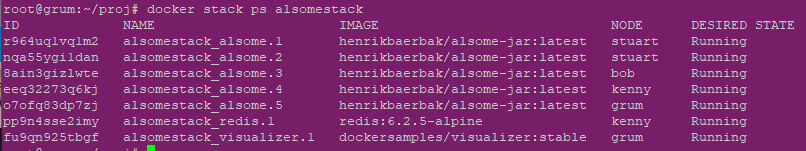 root@grum:~/proj# docker stack ps alsomestack
ID NAME IMAGE NODE DESIRED STATE
r964uqlvqlm2 alsomestack_alsome.1 henrikbaerbak/alsome-jar:latest stuart Running
nqa55ygi1dan alsomestack_alsome.2 henrikbaerbak/alsome-jar:latest stuart Running
8ain3gizlwte alsomestack_alsome.3 henrikbaerbak/alsome-jar:latest bob Running
eeq32273q6kj alsomestack_alsome.4 henrikbaerbak/alsome-jar:latest kenny Running
o7ofq83dp7zj alsomestack_alsome.5 henrikbaerbak/alsome-jar:latest grum Running
pp9n4sse2imy alsomestack_redis.1 redis:6.2.5-alpine kenny Running
fu9qn925tbgf alsomestack_visualizer.1 dockersamples/visualizer:stable grum Running